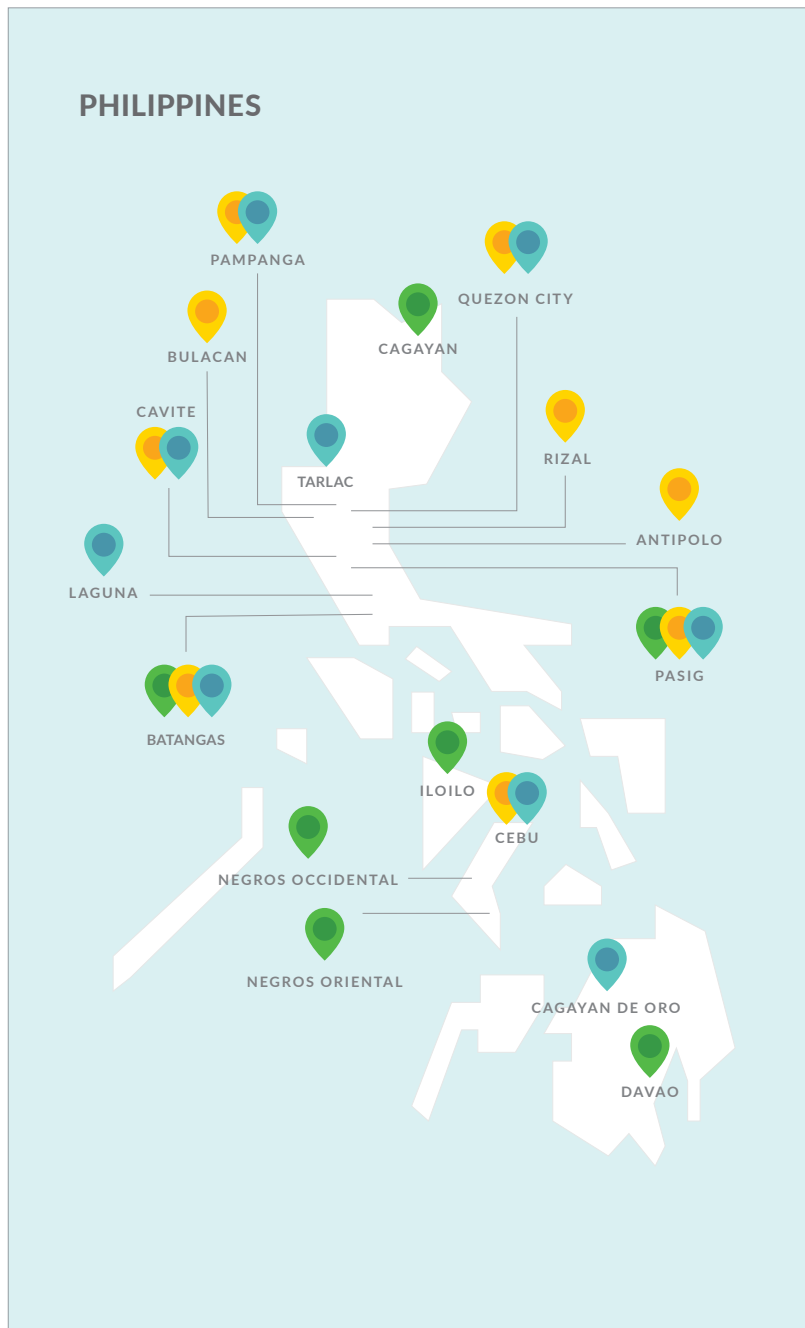 PHILIPPINES
PAMPANGA
QUEZON CITY
CAGAYAN
BULACAN
CAVITE
RIZAL
TARLAC
ANTIPOLO
LAGUNA
PASIG
BATANGAS
ILOILO
CEBU
NEGROS OCCIDENTAL
NEGROS ORIENTAL
CAGAYAN DE ORO
DAVAO